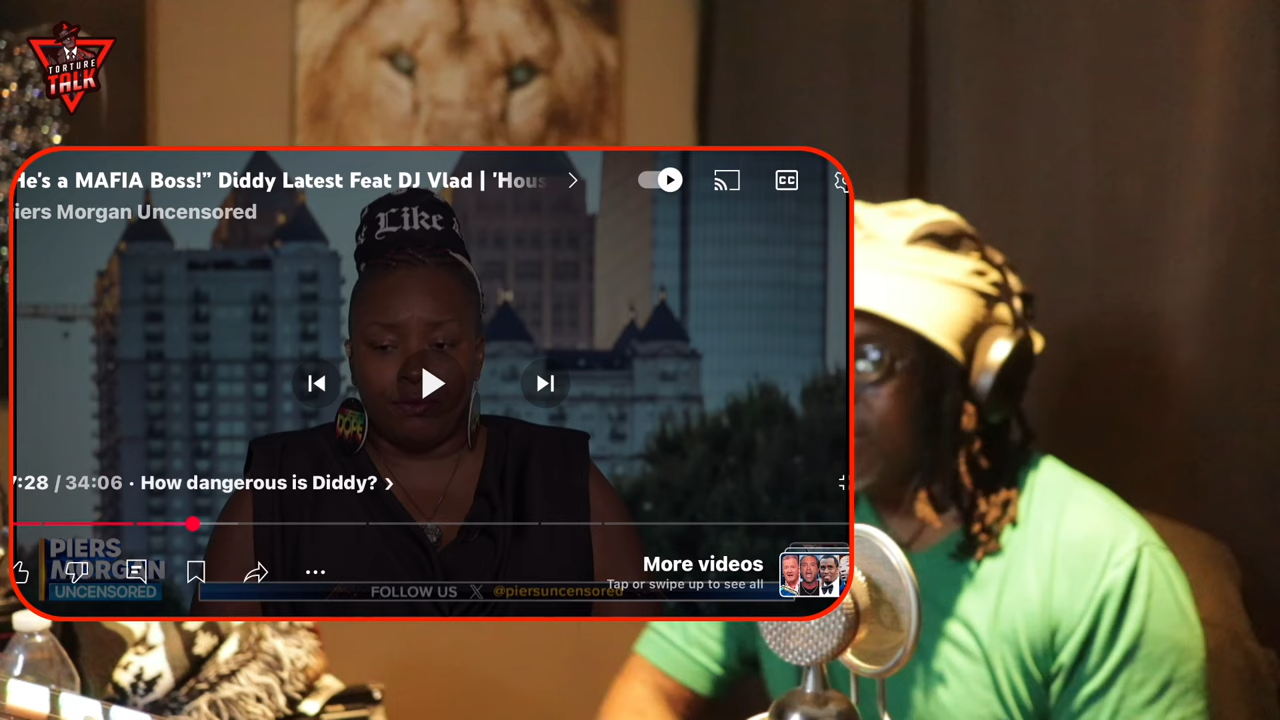 TORTURE
TALK
He's a MAFIA Boss!" Diddy Latest Feat DJ Vlad | 'Hous
iers Morgan Uncensored
CC
Like
DOPE
7:28 / 34:06 · How dangerous is Diddy?
PIERS
MORGAN
UNCENSORED
More videos
Tap or swipe up to see all
FOLLOW US X @piersuncensored